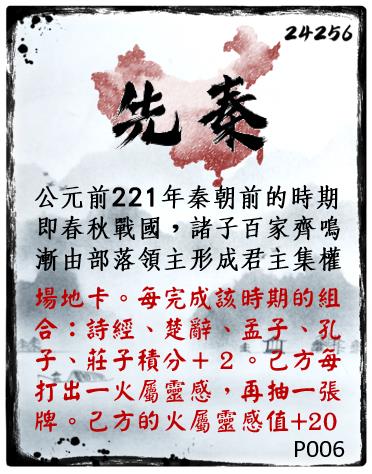 24256
先秦
公元前221年秦朝前的時期
即春秋戰國，諸子百家齊鳴
漸由部落領主形成君主集權
場地卡。每完成該時期的組
合：詩經、楚辭、孟子、孔
子、莊子積分＋２。己方每
打出一火屬靈感，再抽一張
牌。己方的火屬靈感值+20
P006